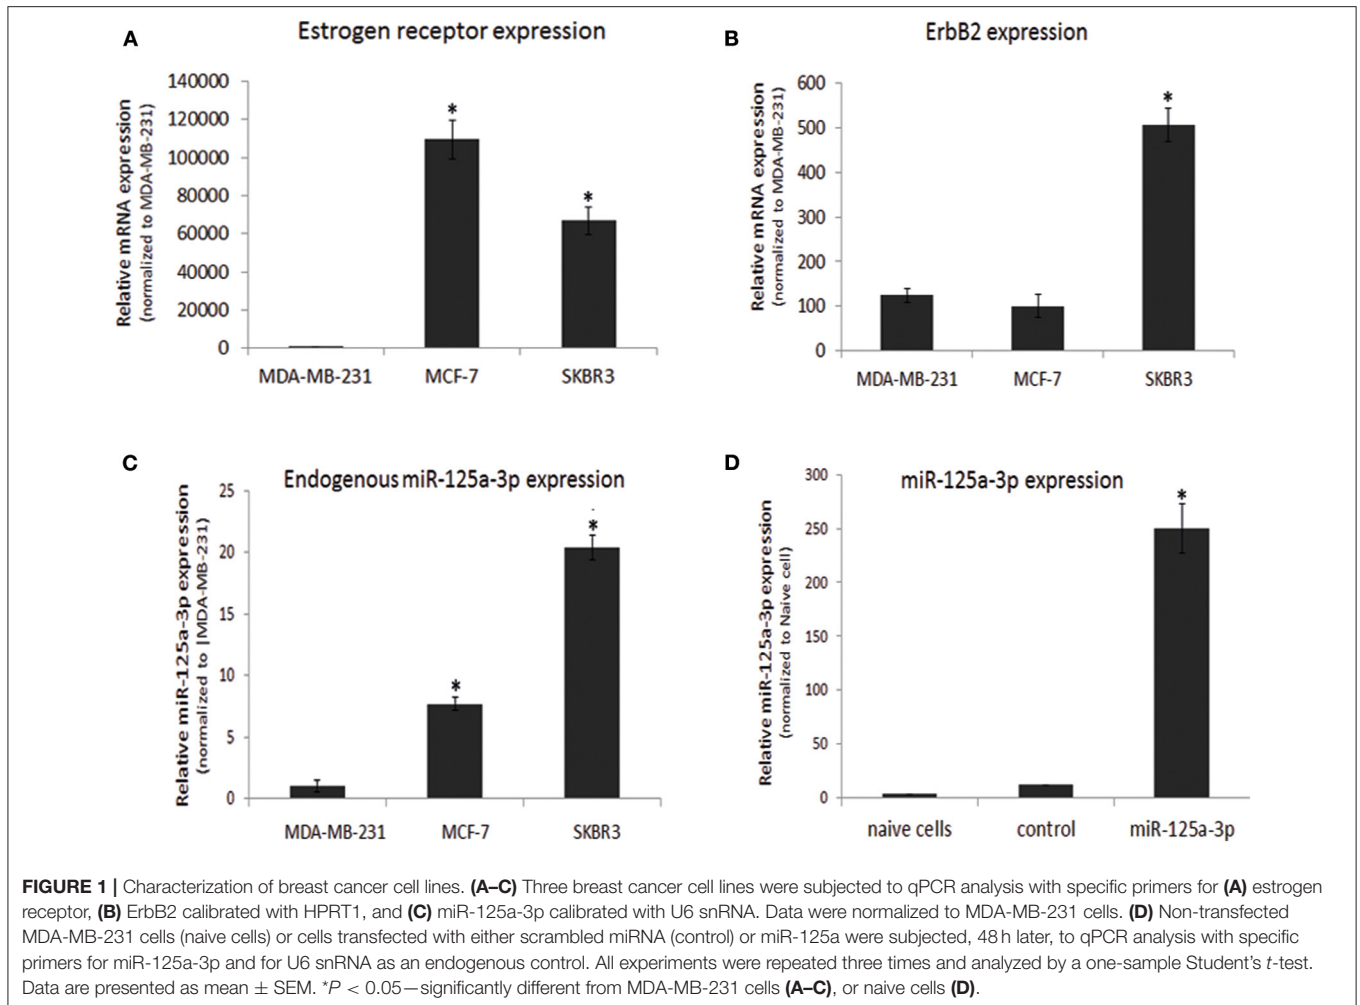 A
Estrogen receptor expression
Relative mRNA expression
(normalized to MDA-MB-231)
140000
120000
100000
80000
60000
40000
20000
0
*
*
MDA-MB-231 MCF-7 SKBR3
B
ErbB2 expression
Relative mRNA expression
(normalized to MDA-MB-231)
600
500
400
300
200
100
0
*
MDA-MB-231 MCF-7 SKBR3
C
Endogenous miR-125a-3p expression
Relative miR-125a-3p expression
(normalized to |MDA-MB-231)
25
20
15
10
5
0
*
*
MDA-MB-231 MCF-7 SKBR3
D
miR-125a-3p expression
Relative miR-125a-3p expression
(normalized to Naive cell)
300
250
200
150
100
50
0
*
naive cells control miR-125a-3p
FIGURE 1 | Characterization of breast cancer cell lines. (A–C) Three breast cancer cell lines were subjected to qPCR analysis with specific primers for (A) estrogen
receptor, (B) ErbB2 calibrated with HPRT1, and (C) miR-125a-3p calibrated with U6 snRNA. Data were normalized to MDA-MB-231 cells. (D) Non-transfected
MDA-MB-231 cells (naive cells) or cells transfected with either scrambled miRNA (control) or miR-125a were subjected, 48 h later, to qPCR analysis with specific
primers for miR-125a-3p and for U6 snRNA as an endogenous control. All experiments were repeated three times and analyzed by a one-sample Student's t-test.
Data are presented as mean ± SEM. *P < 0.05—significantly different from MDA-MB-231 cells (A–C), or naive cells (D).